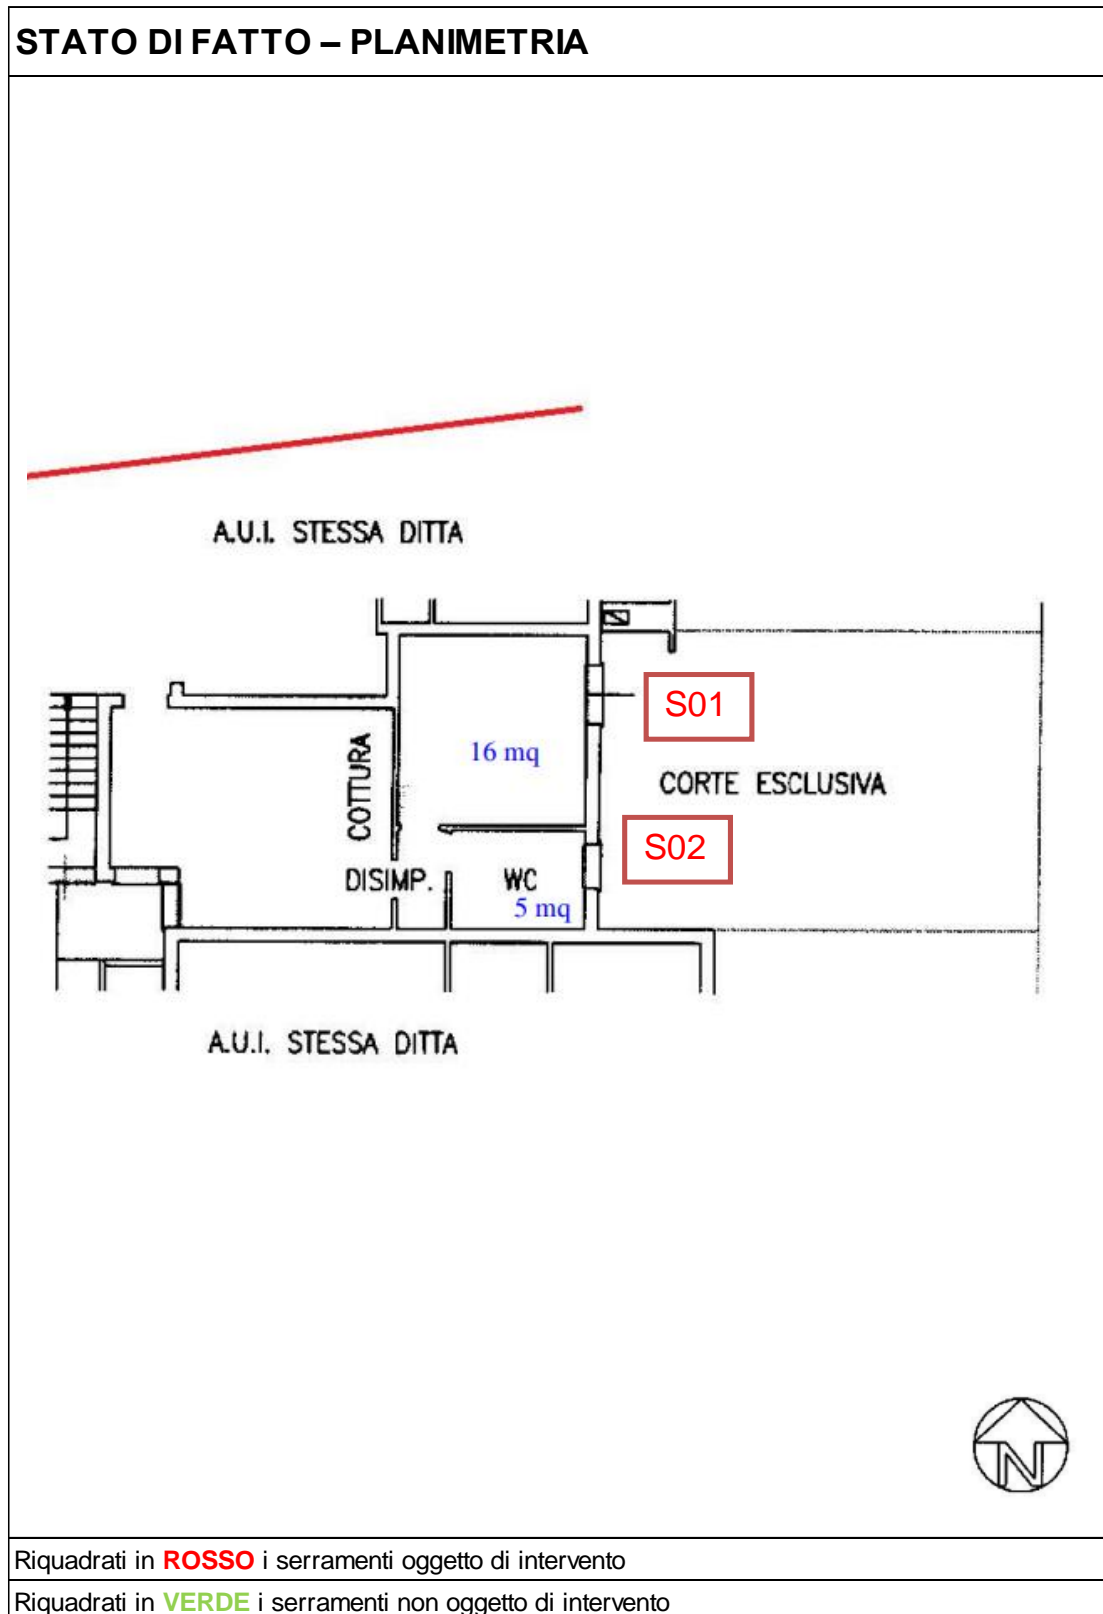 STATO DI FATTO – PLANIMETRIA
A.U.I. STESSA DITTA
S01
16 mq
COTTURA
CORTE ESCLUSIVA
S02
DISIMP.
WC
5 mq
A.U.I. STESSA DITTA
N
Riquadrati in ROSSO i serramenti oggetto di intervento
Riquadrati in VERDE i serramenti non oggetto di intervento